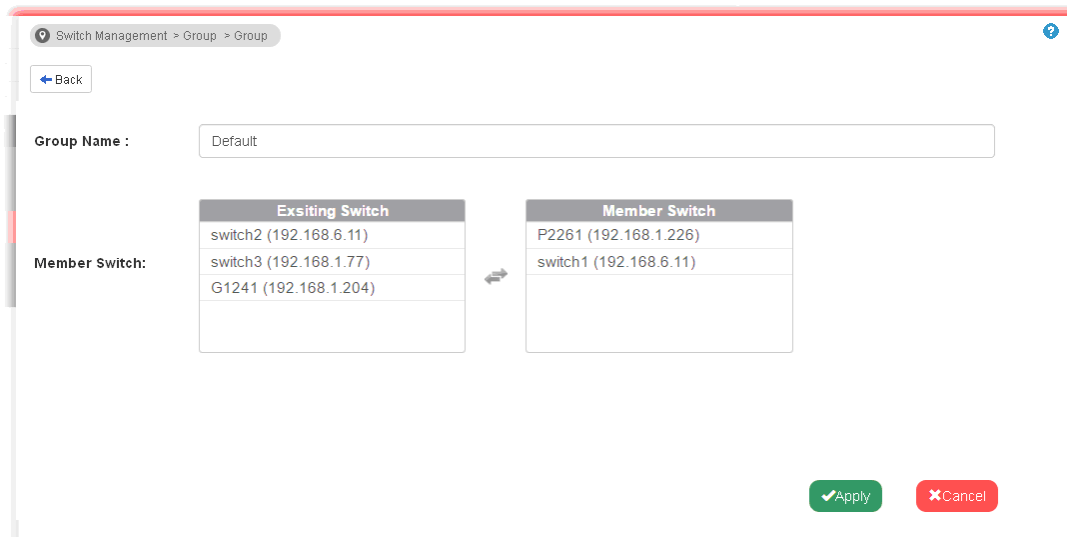 Switch Management > Group > Group
Back
Group Name : Default
Exsiting Switch Member Switch
switch2 (192.168.6.11) P2261 (192.168.1.226)
Member Switch: switch3 (192.168.1.77) switch1 (192.168.6.11)
G1241 (192.168.1.204)
Apply Cancel